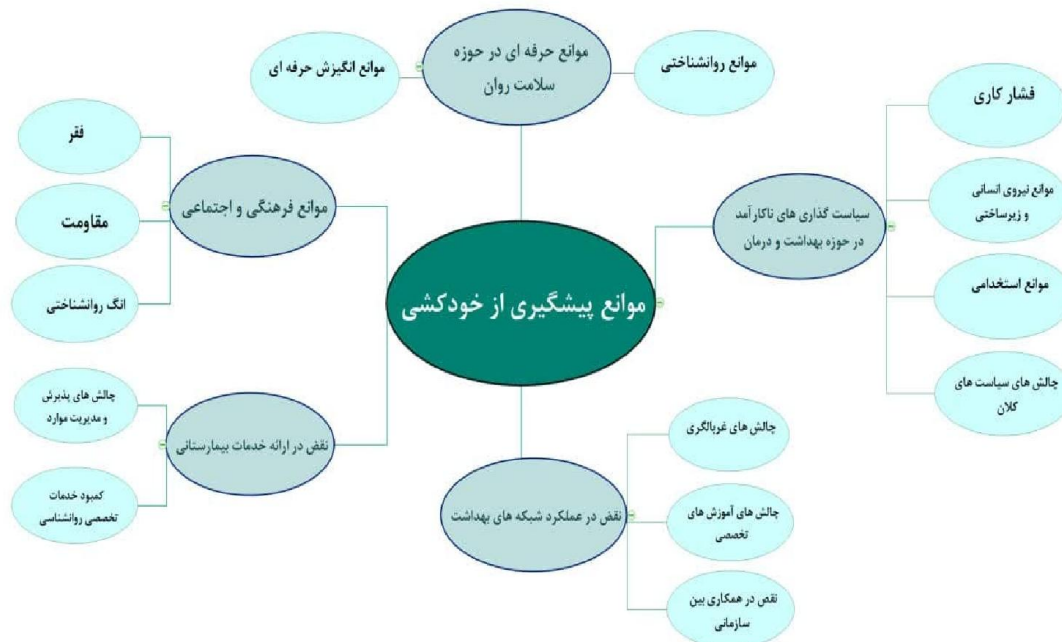 موانع پیشگیری از خودکشی
موانع حرفه ای در حوزه
سلامت روان
موانع روانشناختی
موانع انگیزش حرفه ای
سیاست گذاری های ناکارآمد
در حوزه بهداشت و درمان
فشار کاری
موانع نیروی انسانی
و زیرساختی
موانع استخدامی
چالش های سیاست های
کلان
نقض در عملکرد شبکه های بهداشت
چالش های غربالگری
چالش های آموزش های
تخصصی
نقص در همکاری بین
سازمانی
نقض در ارائه خدمات بیمارستانی
چالش های پذیرش
و مدیریت موارد
کمبود خدمات
تخصصی روانشناسی
موانع فرهنگی و اجتماعی
فقر
مقاومت
انگ روانشناختی